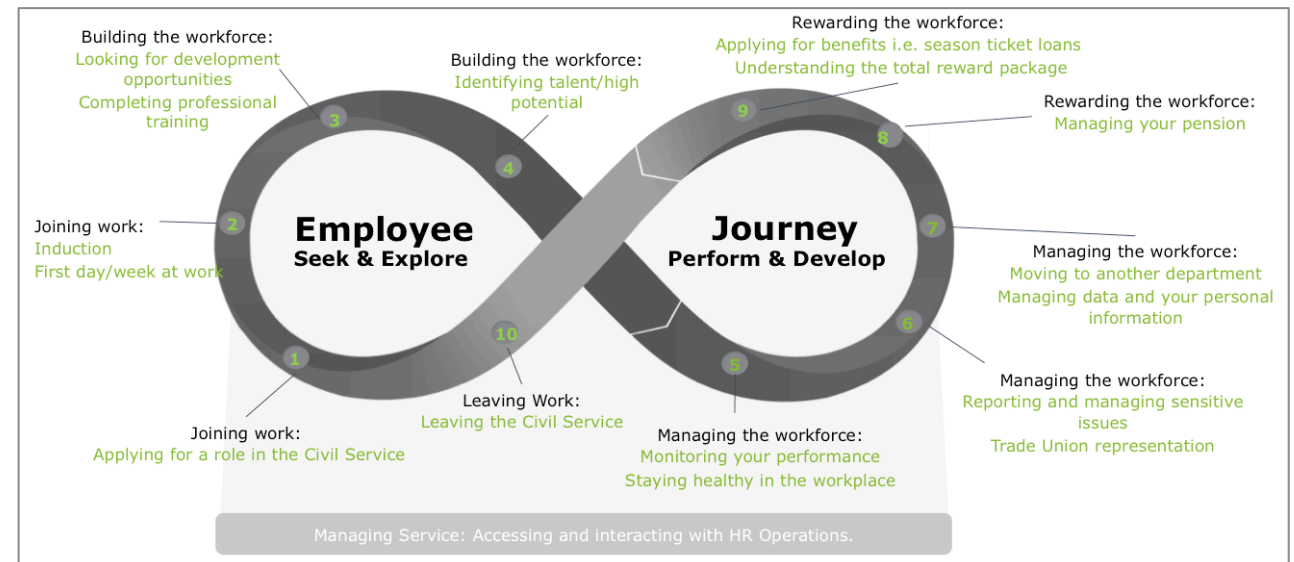 Building the workforce:
Looking for development
opportunities
Completing professional
training
3
Building the workforce:
Identifying talent/high
potential
4
Rewarding the workforce:
Applying for benefits i.e. season ticket loans
Understanding the total reward package
9
Rewarding the workforce:
Managing your pension
8
Joining work:
Induction
First day/week at work
2
Employee
Seek & Explore
Journey
Perform & Develop
7
Managing the workforce:
Moving to another department
Managing data and your personal
information
6
Managing the workforce:
Reporting and managing sensitive
issues
Trade Union representation
1
Joining work:
Applying for a role in the Civil Service
10
Leaving Work:
Leaving the Civil Service
5
Managing the workforce:
Monitoring your performance
Staying healthy in the workplace
Managing Service: Accessing and interacting with HR Operations.